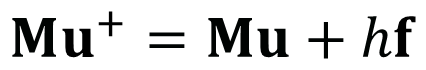 𝐌𝐮⁺ = 𝐌𝐮 + ℎ𝐟